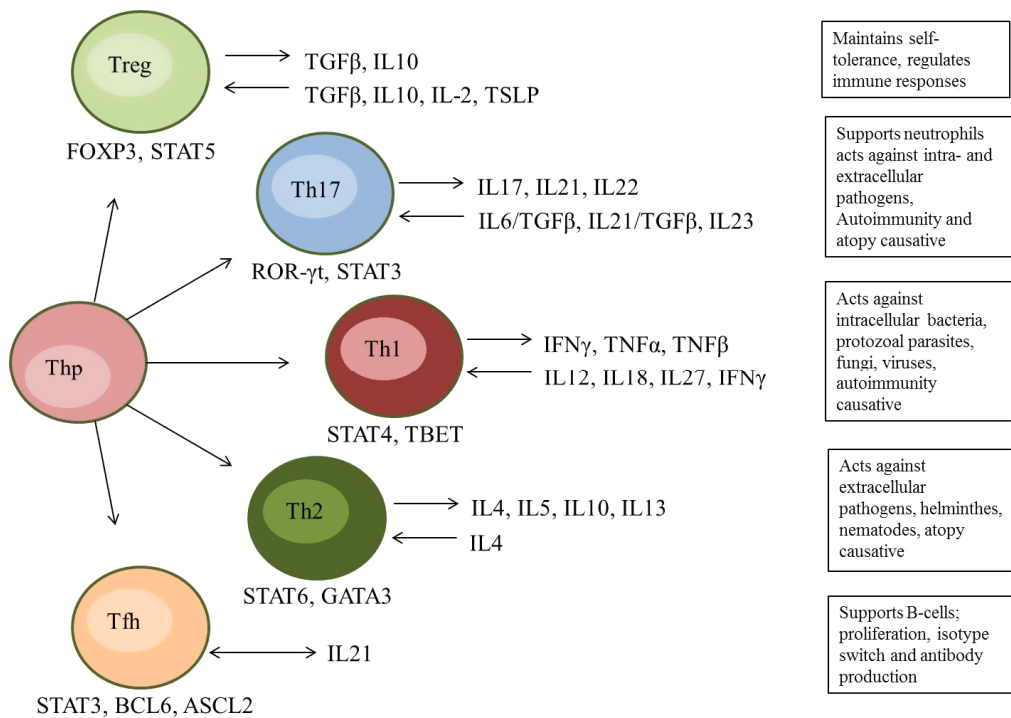 Treg
TGFβ, IL10
TGFβ, IL10, IL-2, TSLP
FOXP3, STAT5
Maintains self-
tolerance, regulates
immune responses
Th17
IL17, IL21, IL22
IL6/TGFβ, IL21/TGFβ, IL23
ROR-γt, STAT3
Supports neutrophils
acts against intra- and
extracellular
pathogens,
Autoimmunity and
atopy causative
Thp
Th1
IFNγ, TNFα, TNFβ
IL12, IL18, IL27, IFNγ
STAT4, TBET
Acts against
intracellular bacteria,
protozoal parasites,
fungi, viruses,
autoimmunity
causative
Th2
IL4, IL5, IL10, IL13
IL4
STAT6, GATA3
Acts against
extracellular
pathogens, helminthes,
nematodes, atopy
causative
Tfh
IL21
STAT3, BCL6, ASCL2
Supports B-cells;
proliferation, isotype
switch and antibody
production